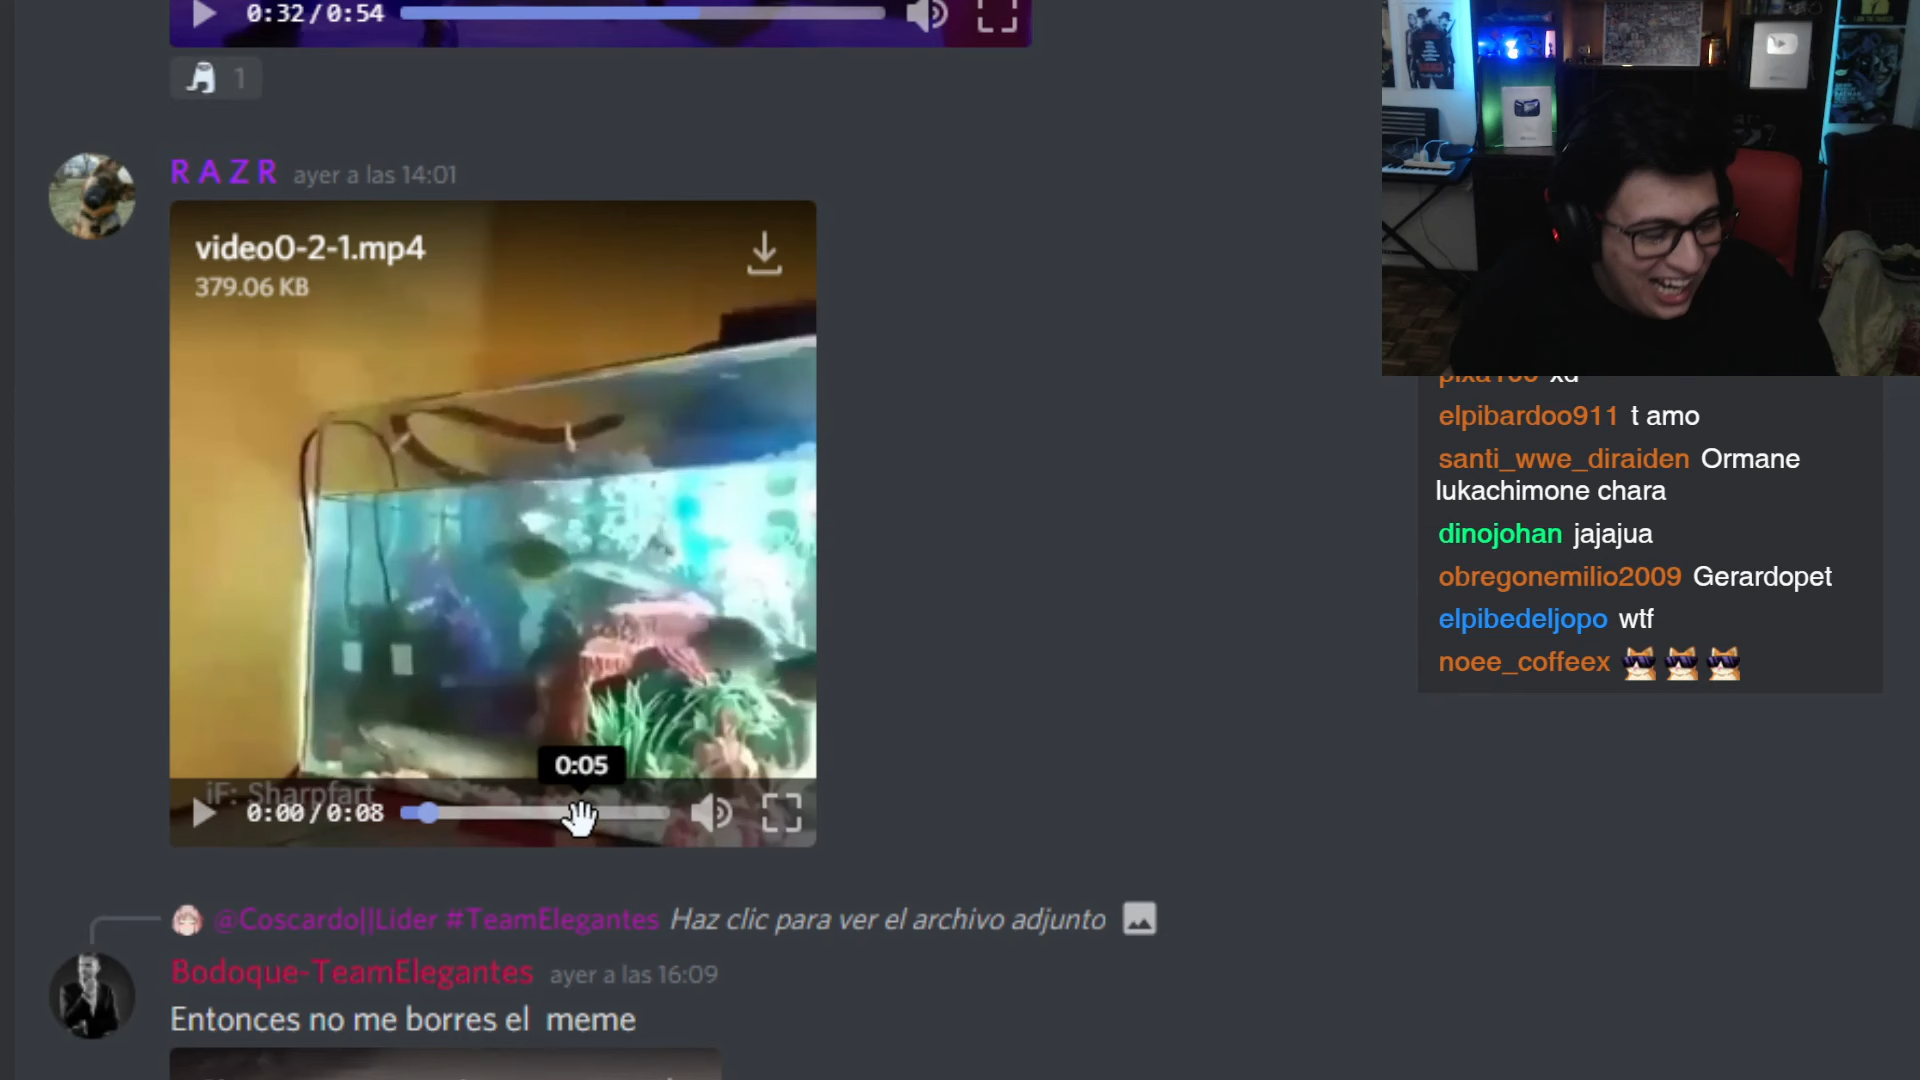 0:32/0:54
1
R A Z R ayer a las 14:01
video0-2-1.mp4
379.06 KB
0:05
iF: Sharpfart
0:00/0:08
@Coscardo||Lider #TeamElegantes Haz clic para ver el archivo adjunto
Bodoque-TeamElegantes ayer a las 16:09
Entonces no me borres el meme
xd
elpibardoo911 t amo
santi_wwe_diraiden Ormane
lukachimone chara
dinojohan jajajua
obregonemilio2009 Gerardopet
elpibedeljopo wtf
noee_coffeex